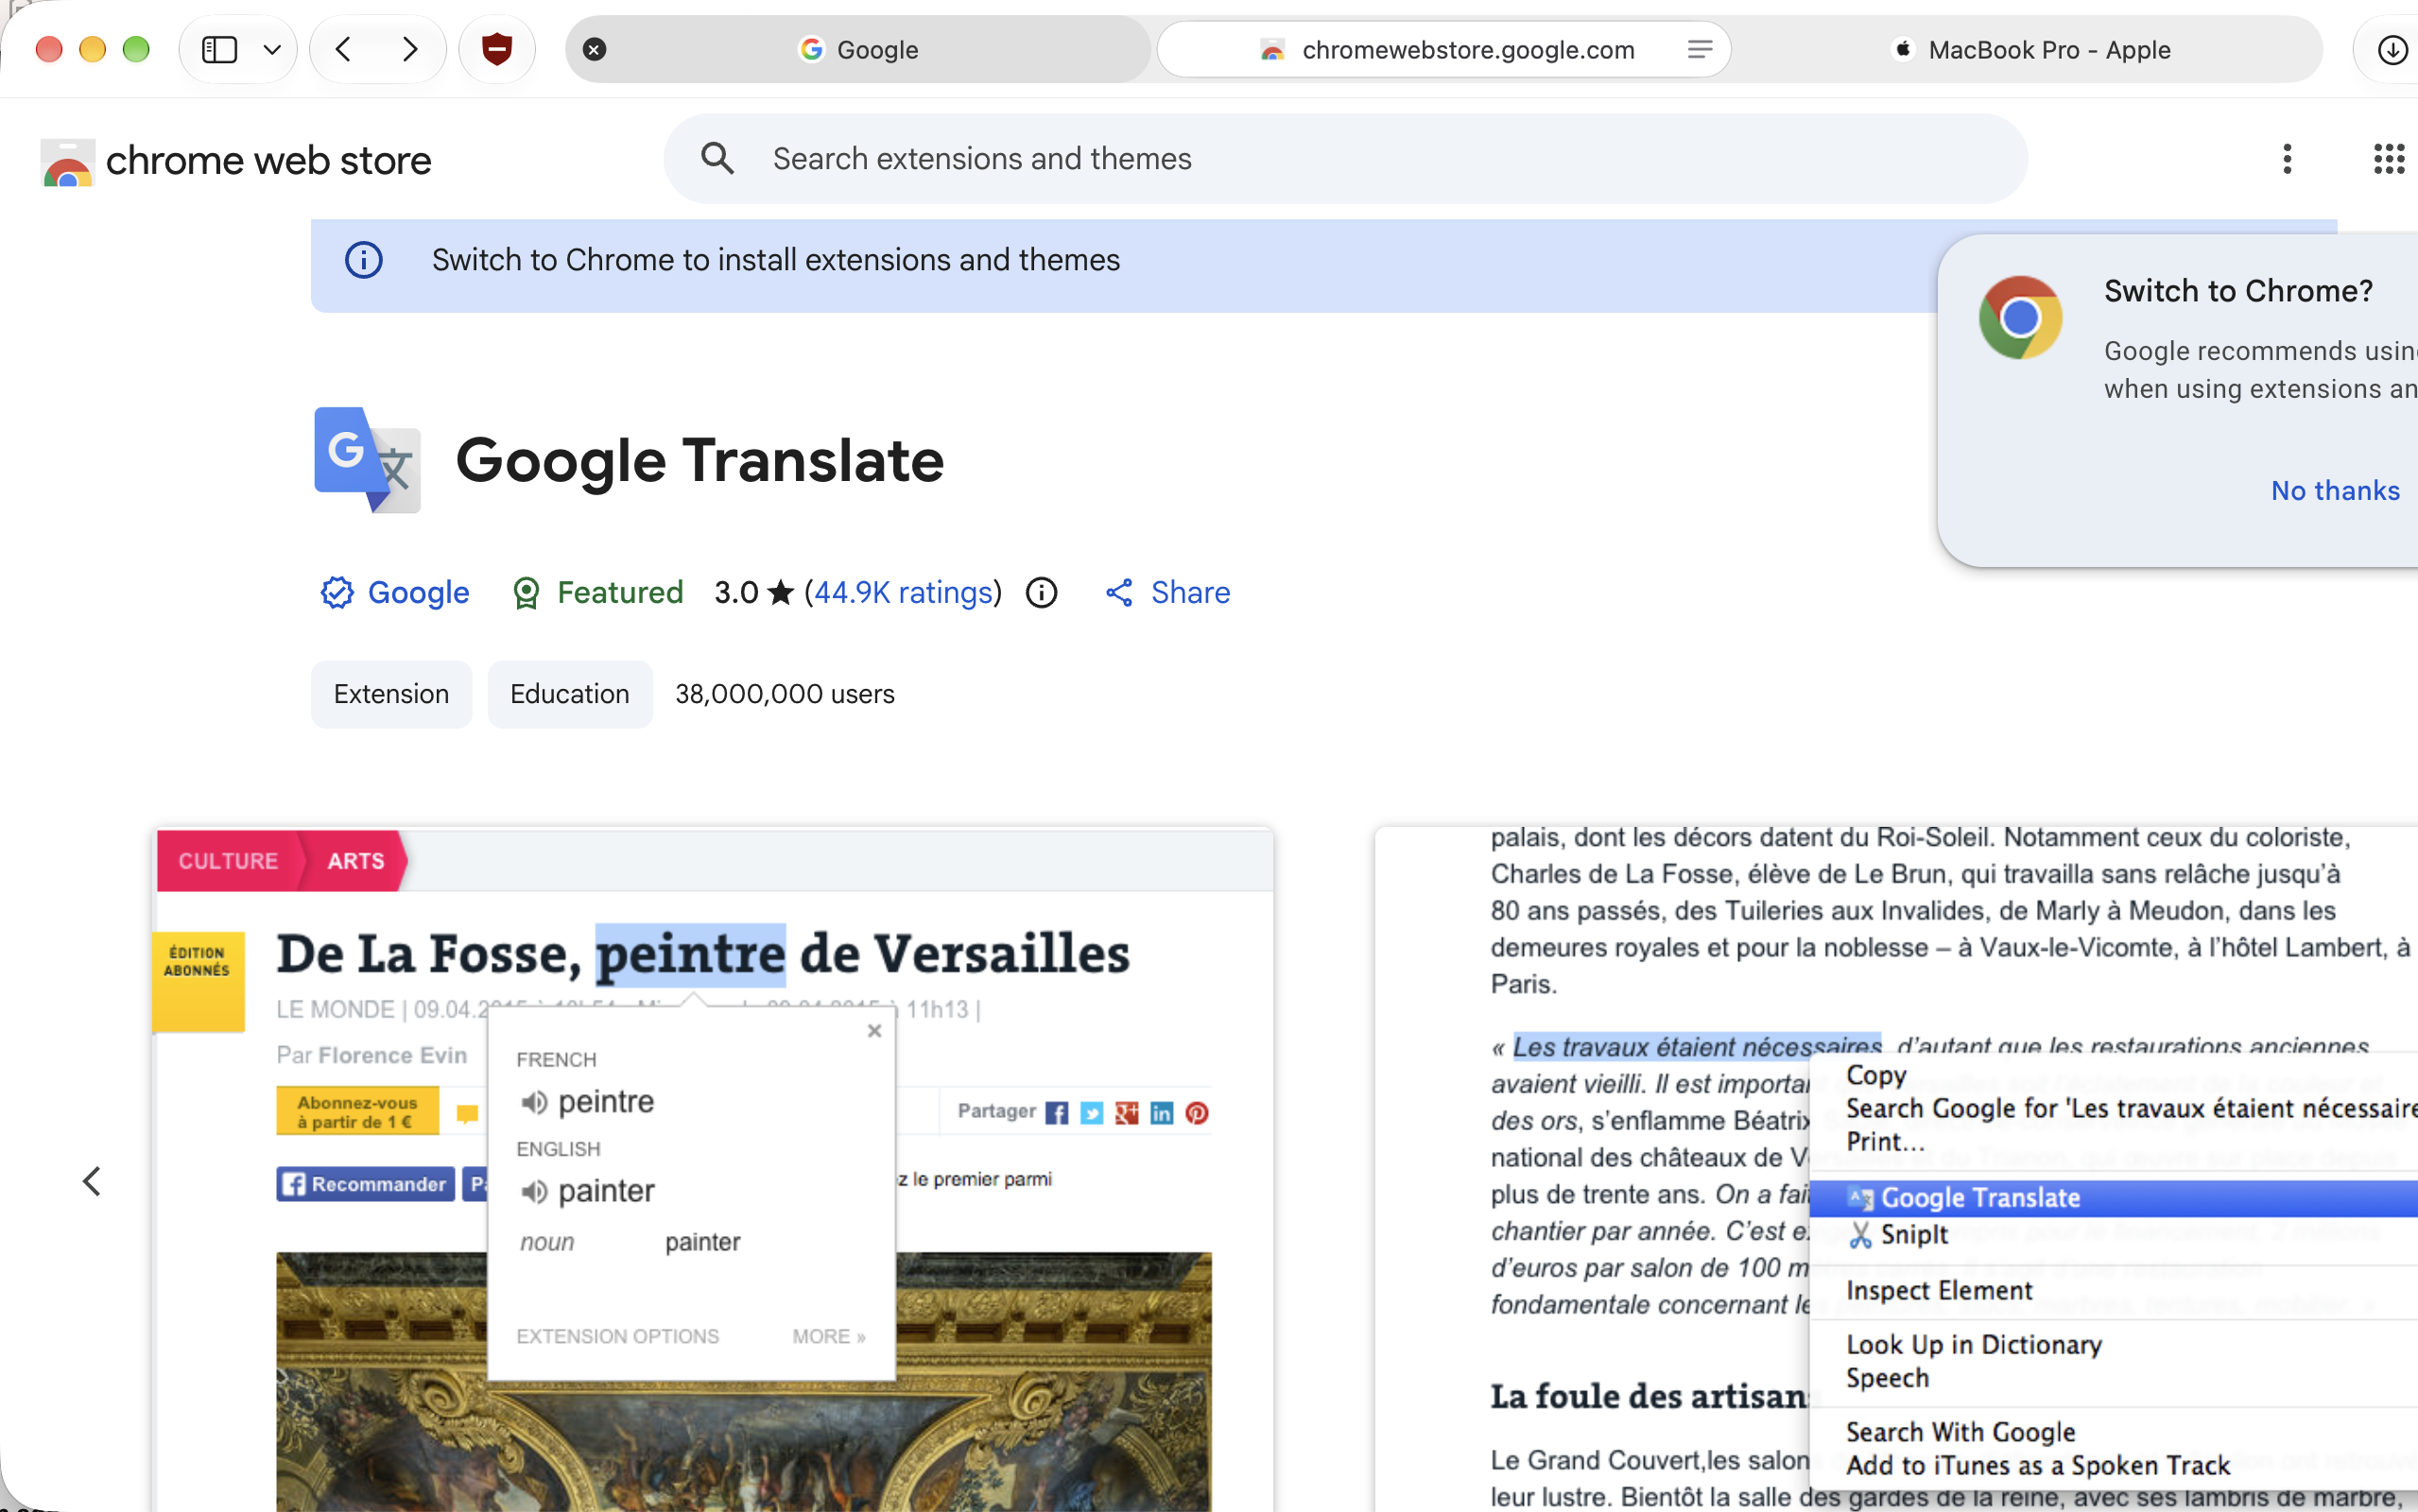 Google
chromewebstore.google.com
MacBook Pro - Apple
chrome web store
Search extensions and themes
Switch to Chrome to install extensions and themes
Switch to Chrome?
Google recommends
when using extensions
No thanks
Google Translate
Google
Featured
3.0 ★ (44.9K ratings)
Share
Extension
Education
38,000,000 users
CULTURE
ARTS
ÉDITION
ABONNÉS
De La Fosse, peintre de Versailles
LE MONDE | 09.04. 11h13 |
Par Florence Evin
Abonnez-vous
à partir de 1 €
Partager
Recommander
le premier parmi
FRENCH
peintre
ENGLISH
painter
noun painter
EXTENSION OPTIONS
MORE »
palais, dont les décors datent du Roi-Soleil. Notamment ceux du coloriste,
Charles de La Fosse, élève de Le Brun, qui travailla sans relâche jusqu'à
80 ans passés, des Tuileries aux Invalides, de Marly à Meudon, dans les
demeures royales et pour la noblesse – à Vaux-le-Vicomte, à l'hôtel Lambert, à
Paris.
« Les travaux étaient nécessaires, d'autant que les restaurations anciennes
avaient vieilli. Il est
des ors, s'enflamme Béatrix
national des châteaux de
plus de trente ans. On a fait
chantier par année. C'est
d'euros par salon de 100
fondamentale concernant
La foule des artisans
Le Grand Couvert,les salons
leur lustre. Bientôt la salle des gardes de la reine, avec ses lambris de marbre,
Copy
Search Google for 'Les travaux étaient
Print...
Google Translate
SnipIt
Inspect Element
Look Up in Dictionary
Speech
Search With Google
Add to iTunes as a Spoken Track